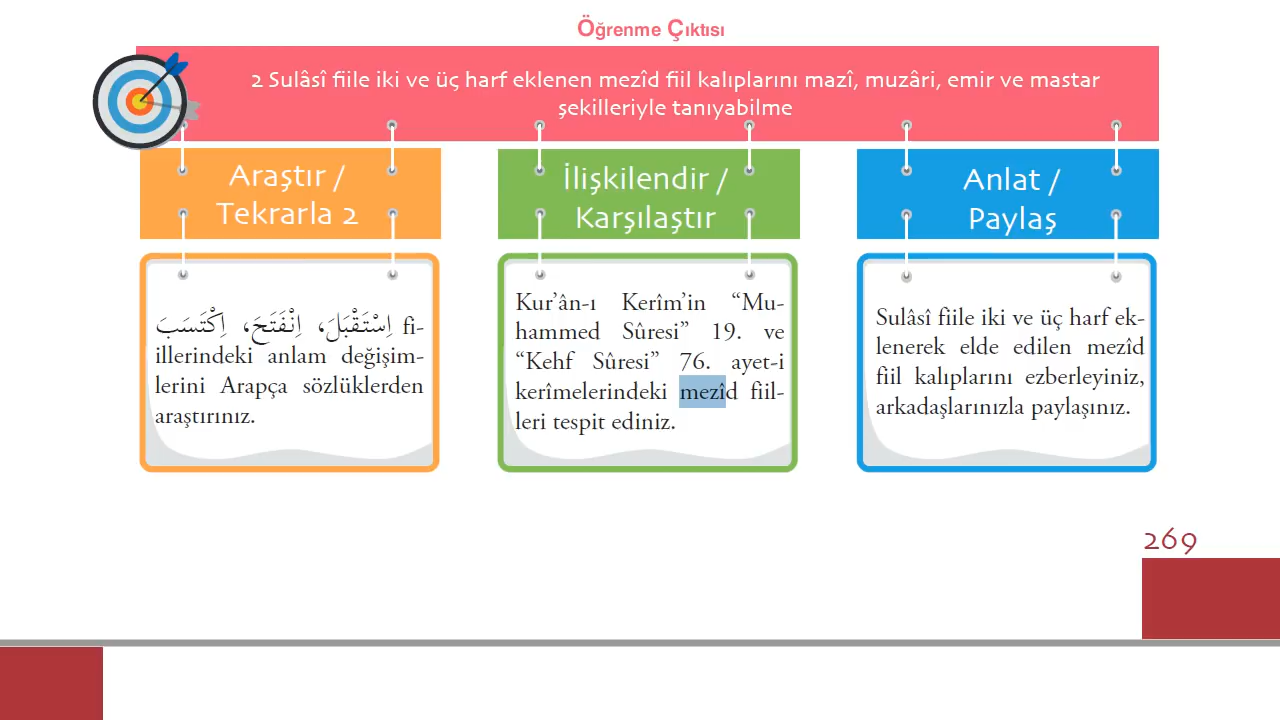 Öğrenme Çıktısı
2 Sulâsî fiile iki ve üç harf eklenen mezîd fiil kalıplarını mazî, muzâri, emir ve mastar
şekilleriyle tanıyabilme
Araştır /
Tekrarla 2
اِسْتَقْبَلَ، اِنْفَتَحَ، اِكْتَسَبَ fi-
illerindeki anlam değişim-
lerini Arapça sözlüklerden
araştırınız.
İlişkilendir /
Karşılaştır
Kur’ân-ı Kerîm’in “Mu-
hammed Sûresi” 19. ve
“Kehf Sûresi” 76. ayet-i
kerîmelerindeki mezîd fiil-
leri tespit ediniz.
Anlat /
Paylaş
Sulâsî fiile iki ve üç harf ek-
lenerek elde edilen mezîd
fiil kalıplarını ezberleyiniz,
arkadaşlarınızla paylaşınız.
269